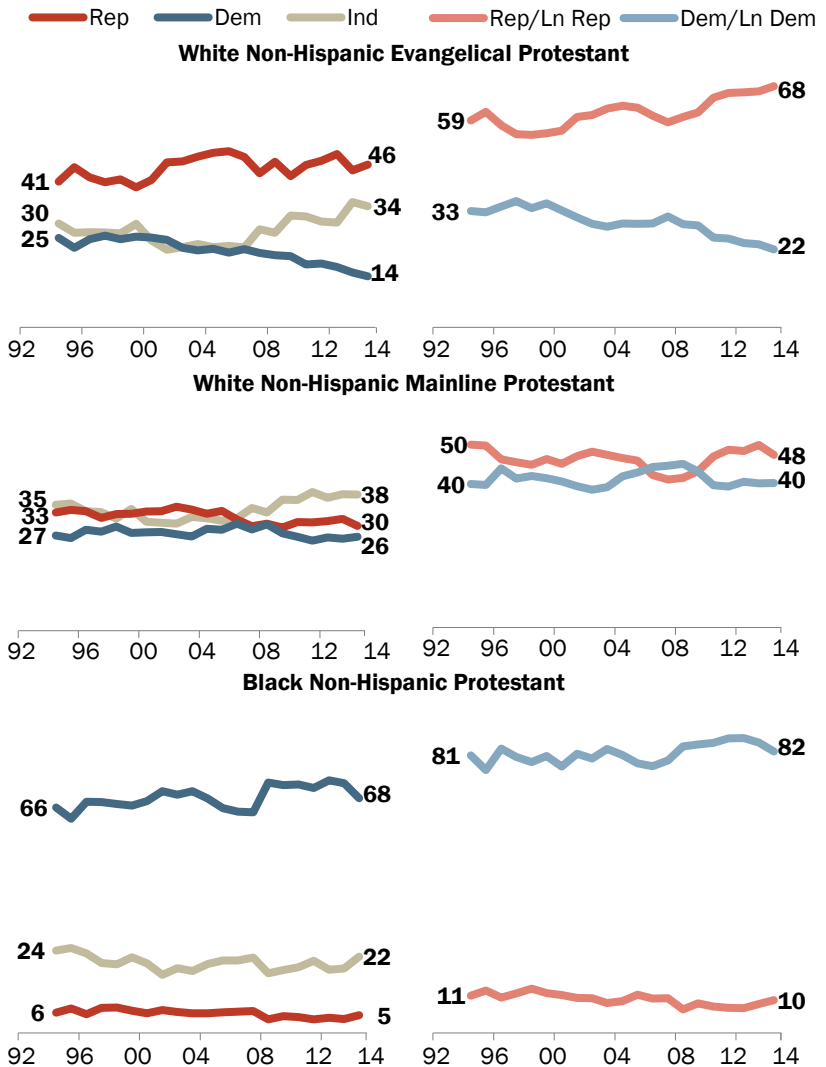 Rep Dem Ind Rep/Ln Rep Dem/Ln Dem
White Non-Hispanic Evangelical Protestant
41 46
30 34
25 14
59 68
33 22
92 96 00 04 08 12 14
92 96 00 04 08 12 14
White Non-Hispanic Mainline Protestant
35 38
33 30
27 26
50 48
40 40
92 96 00 04 08 12 14
92 96 00 04 08 12 14
Black Non-Hispanic Protestant
66 68
24 22
6 5
81 82
11 10
92 96 00 04 08 12 14
92 96 00 04 08 12 14